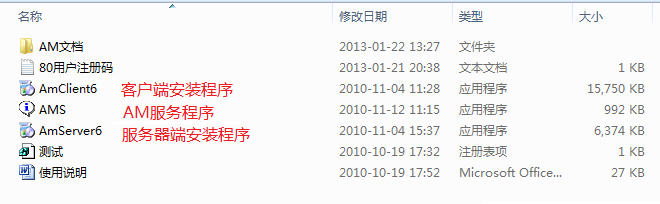 名称 修改日期 类型 大小
AM文档 2013-01-22 13:27 文件夹
80用户注册码 2013-01-21 20:38 文本文档 1 KB
AmClient6 客户端安装程序 2010-11-04 11:28 应用程序 15,750 KB
AMS AM服务程序 2010-11-12 11:15 应用程序 992 KB
AmServer6 服务器端安装程序 2010-11-04 15:37 应用程序 6,374 KB
测试 2010-10-19 17:32 注册表项 1 KB
使用说明 2010-10-19 17:52 Microsoft Office... 27 KB